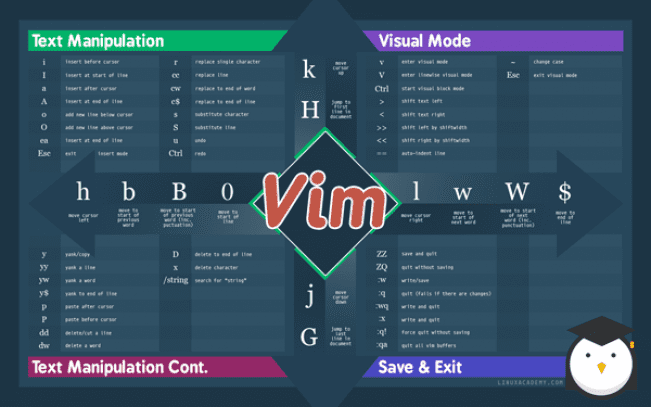 Text Manipulation
i insert before cursor
I insert at start of line
a insert after cursor
A insert at end of line
o add new line below cursor
O add new line above cursor
ea insert at end of line
Esc exit insert mode
r replace single character
cc replace line
cw replace to end of word
c$ replace to end of line
s substitute character
S substitute line
u undo
Ctrl redo
k
move cursor up
H
jump to first line in document
Visual Mode
v enter visual mode
V enter linewise visual mode
Ctrl start visual block mode
> shift text left
< shift text right
>> shift left by shiftwidth
<< shift right by shiftwidth
== auto-indent line
~ change case
Esc exit visual mode
h b B 0 Vim l w W $
move cursor left
move to start of previous word
move to start of previous word (inc. puctuation)
move to start of line
move cursor right
move to start of next word
move to start of next word (inc. puctuation)
move to end of line
y yank/copy
yy yank a line
yw yank a word
y$ yank to end of line
p paste after cursor
P paste before cursor
dd delete/cut a line
dw delete a word
D delete to end of line
x delete character
/string search for "string"
j
move cursor down
G
jump to last line in document
ZZ save and quit
ZQ quit without saving
:w write/save
:q quit (fails if there are changes)
:wq write and quit
:x write and quit
:q! force quit without saving
:qa quit all vim buffers
Text Manipulation Cont.
Save & Exit
LINUXACADEMY.COM